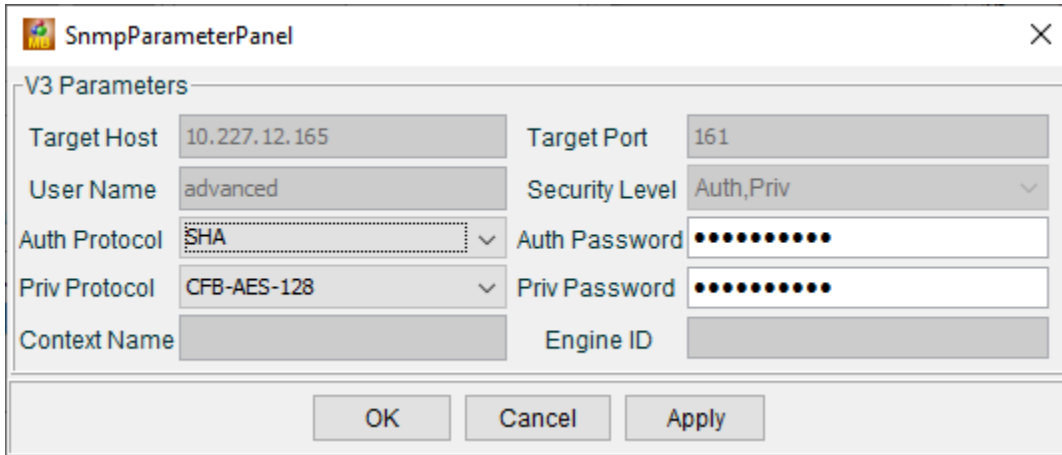 SnmpParameterPanel
V3 Parameters
Target Host 10.227.12.165 Target Port 161
User Name advanced Security Level Auth,Priv
Auth Protocol SHA Auth Password ••••••••••
Priv Protocol CFB-AES-128 Priv Password ••••••••••
Context Name Engine ID
OK Cancel Apply